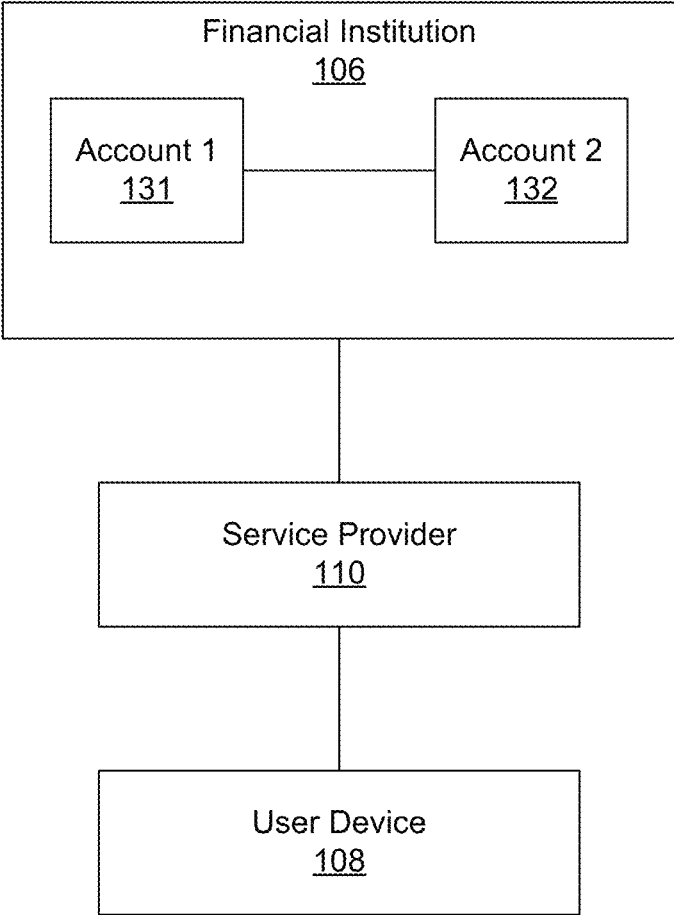 Financial Institution
106
Account 1
131
Account 2
132
Service Provider
110
User Device
108